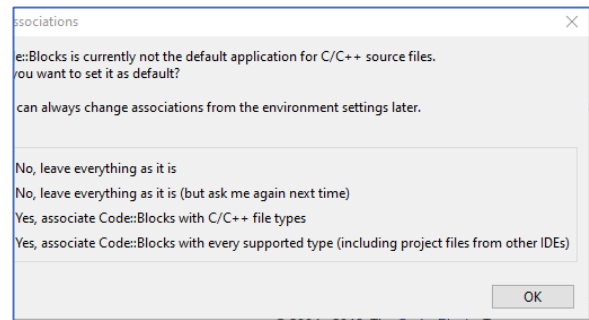 ssociations
e::Blocks is currently not the default application for C/C++ source files.
you want to set it as default?
can always change associations from the environment settings later.
No, leave everything as it is
No, leave everything as it is (but ask me again next time)
Yes, associate Code::Blocks with C/C++ file types
Yes, associate Code::Blocks with every supported type (including project files from other IDEs)
OK